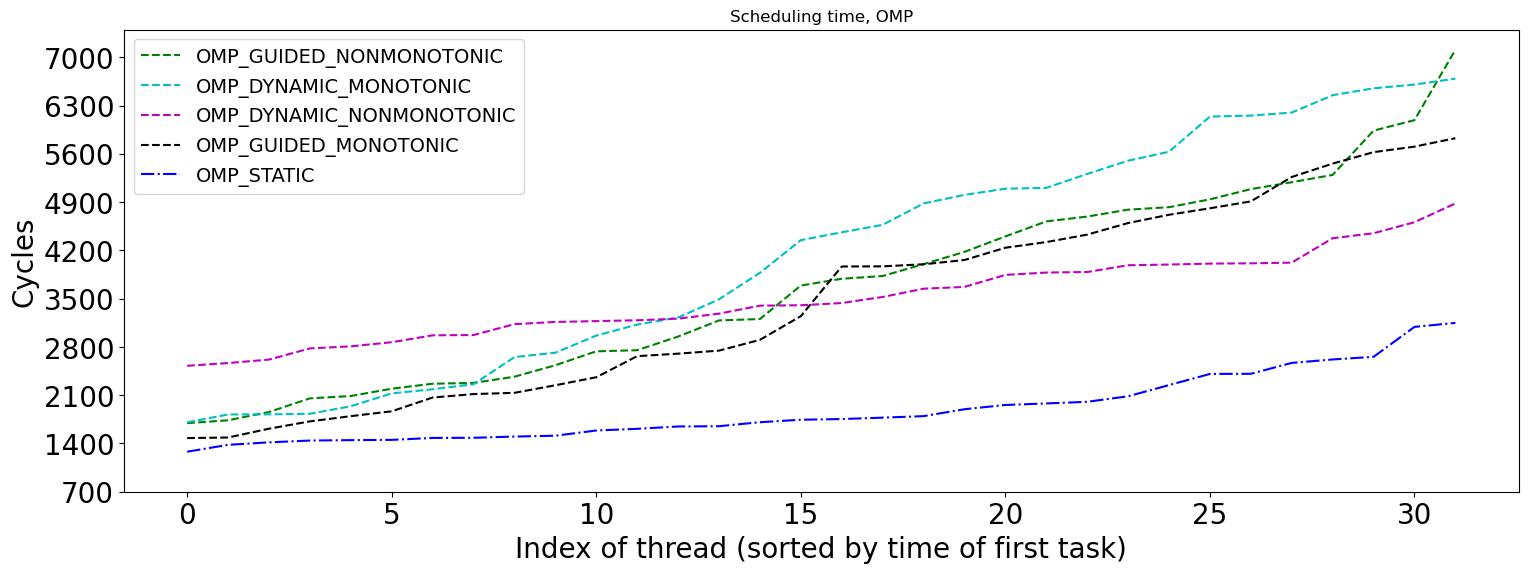 Scheduling time, OMP
7000
6300
5600
4900
4200
3500
2800
2100
1400
700
Cycles
OMP_GUIDED_NONMONOTONIC
OMP_DYNAMIC_MONOTONIC
OMP_DYNAMIC_NONMONOTONIC
OMP_GUIDED_MONOTONIC
OMP_STATIC
0 5 10 15 20 25 30
Index of thread (sorted by time of first task)